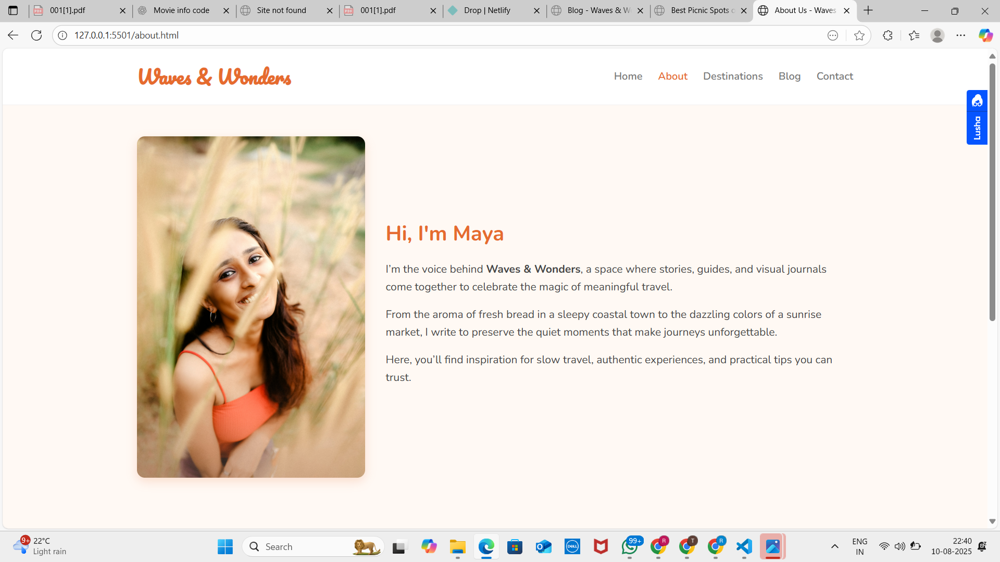 001[1].pdf
Movie info code
Site not found
001[1].pdf
Drop | Netlify
Blog - Waves & W
Best Picnic Spots
About Us - Waves
127.0.0.1:5501/about.html
Waves & Wonders
Home
About
Destinations
Blog
Contact
Lusha
Hi, I'm Maya
I’m the voice behind Waves & Wonders, a space where stories, guides, and visual journals
come together to celebrate the magic of meaningful travel.
From the aroma of fresh bread in a sleepy coastal town to the dazzling colors of a sunrise
market, I write to preserve the quiet moments that make journeys unforgettable.
Here, you’ll find inspiration for slow travel, authentic experiences, and practical tips you can
trust.
9+
22°C
Light rain
Search
DELL
99+
R
T
R
ENG
IN
22:40
10-08-2025